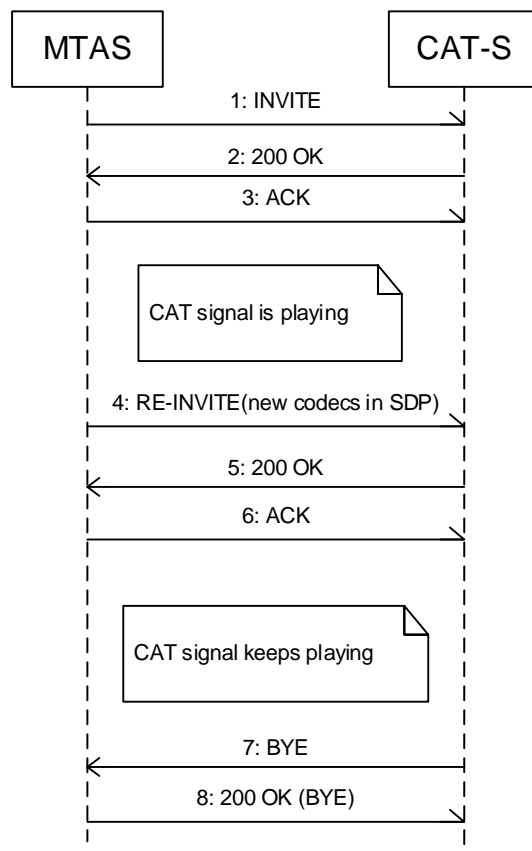 MTAS
CAT-S
1: INVITE
2: 200 OK
3: ACK
CAT signal is playing
4: RE-INVITE(new codecs in SDP)
5: 200 OK
6: ACK
CAT signal keeps playing
7: BYE
8: 200 OK (BYE)